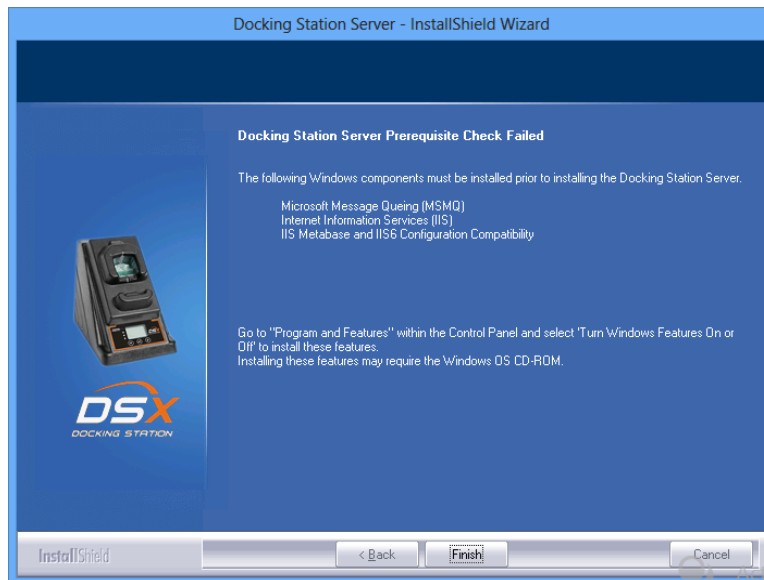 Docking Station Server - InstallShield Wizard
Docking Station Server Prerequisite Check Failed
The following Windows components must be installed prior to installing the Docking Station Server.
Microsoft Message Queing (MSMQ)
Internet Information Services (IIS)
IIS Metabase and IIS6 Configuration Compatibility
Go to "Program and Features" within the Control Panel and select 'Turn Windows Features On or
Off' to install these features.
Installing these features may require the Windows OS CD-ROM.
DSX
DOCKING STATION
InstallShield
< Back
Finish
Cancel